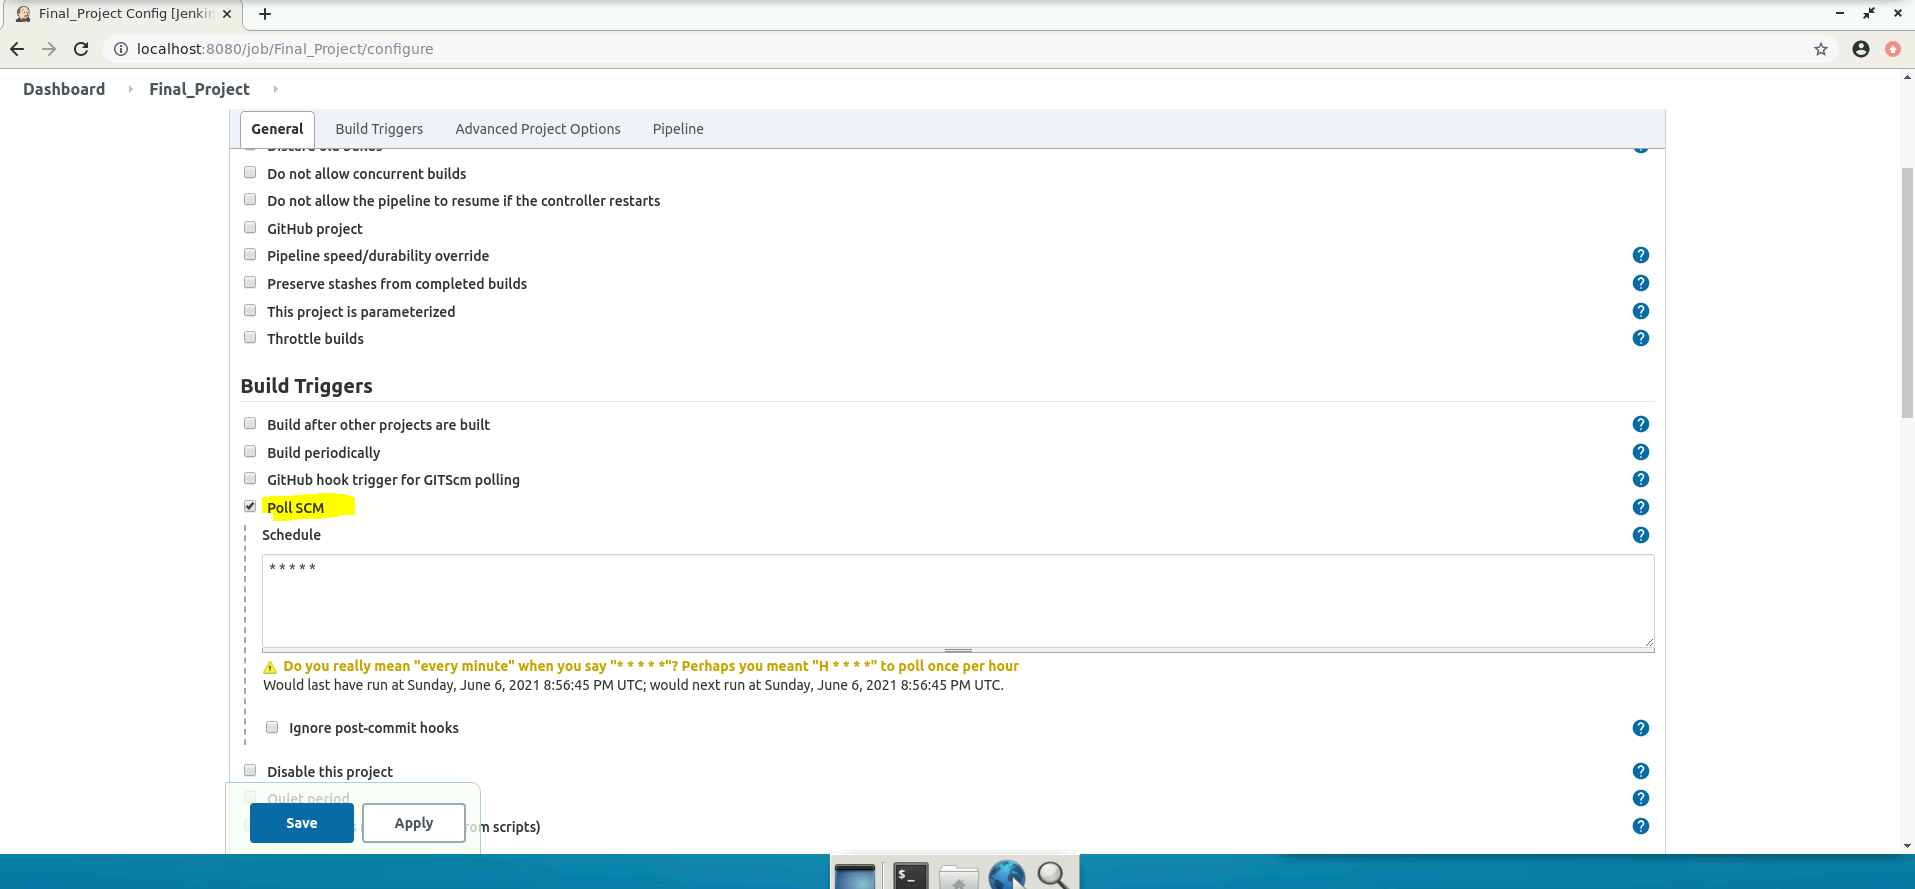 Final_Project Config [Jenkin
localhost:8080/job/Final_Project/configure
Dashboard
Final_Project
General
Build Triggers
Advanced Project Options
Pipeline
Discard old builds
Do not allow concurrent builds
Do not allow the pipeline to resume if the controller restarts
GitHub project
Pipeline speed/durability override
?
Preserve stashes from completed builds
?
This project is parameterized
?
Throttle builds
?
Build Triggers
Build after other projects are built
?
Build periodically
?
GitHub hook trigger for GITScm polling
?
Poll SCM
?
Schedule
?
* * * * *
Do you really mean "every minute" when you say "* * * * *"? Perhaps you meant "H * * * *" to poll once per hour
Would last have run at Sunday, June 6, 2021 8:56:45 PM UTC; would next run at Sunday, June 6, 2021 8:56:45 PM UTC.
Ignore post-commit hooks
?
Disable this project
?
Quiet period
?
Save
Apply
om scripts)
?
$_